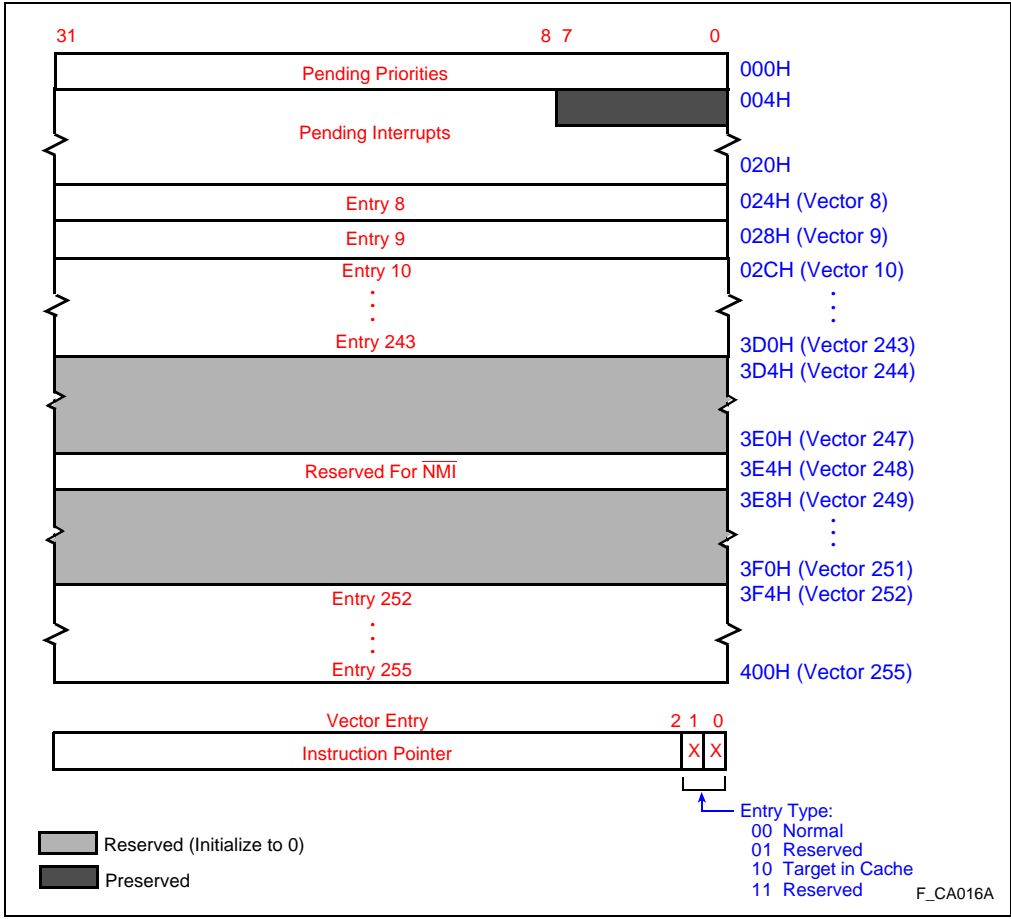 31 8 7 0
Pending Priorities 000H
004H
Pending Interrupts
020H
Entry 8 024H (Vector 8)
Entry 9 028H (Vector 9)
Entry 10 02CH (Vector 10)
Entry 243 3D0H (Vector 243)
3D4H (Vector 244)
3E0H (Vector 247)
Reserved For NMI 3E4H (Vector 248)
3E8H (Vector 249)
3F0H (Vector 251)
Entry 252 3F4H (Vector 252)
Entry 255 400H (Vector 255)
Vector Entry 2 1 0
Instruction Pointer X X
Entry Type:
00 Normal
01 Reserved
10 Target in Cache
11 Reserved
Reserved (Initialize to 0)
Preserved
F_CA016A